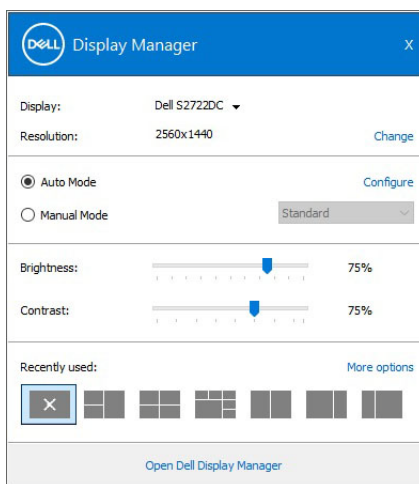 DELL Display Manager X
Display: Dell S2722DC
Resolution: 2560x1440 Change
Auto Mode Configure
Manual Mode Standard
Brightness: 75%
Contrast: 75%
Recently used: More options
Open Dell Display Manager